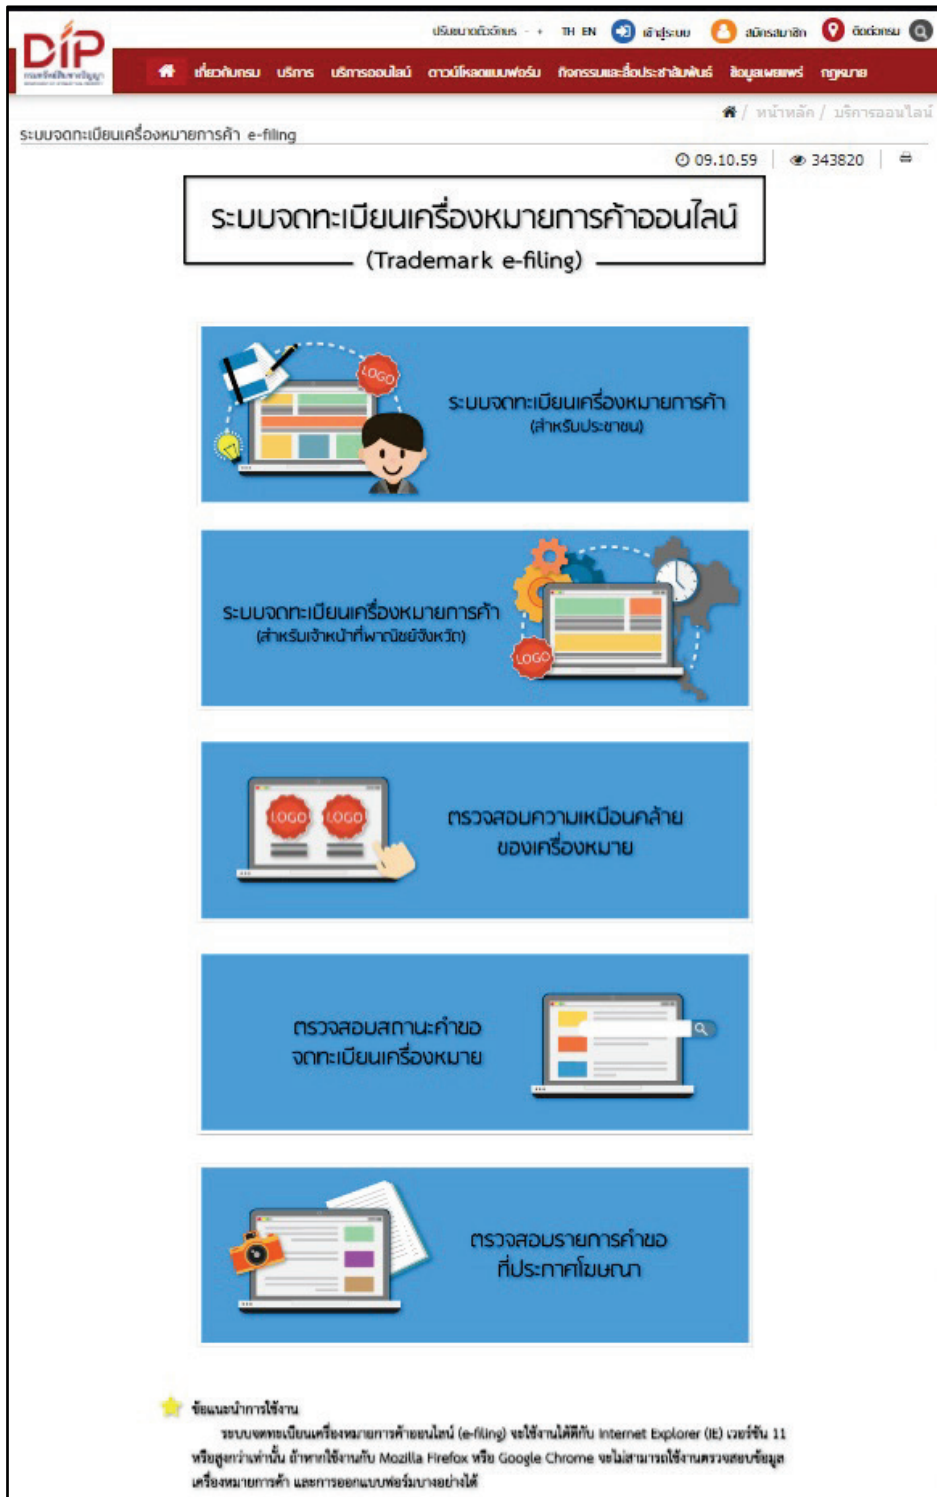 ปรับขนาดตัวอักษร - + TH EN เข้าสู่ระบบ สมัครสมาชิก ติดต่อกรม
DIP
กรมทรัพย์สินทางปัญญา
เกี่ยวกับกรม บริการ บริการออนไลน์ ดาวน์โหลดแบบฟอร์ม กิจกรรมและสื่อประชาสัมพันธ์ ข้อมูลเผยแพร่ กฎหมาย
/ หน้าหลัก / บริการออนไลน์
ระบบจดทะเบียนเครื่องหมายการค้า e-filing
09.10.59 343820
ระบบจดทะเบียนเครื่องหมายการค้าออนไลน์
(Trademark e-filing)
LOGO
ระบบจดทะเบียนเครื่องหมายการค้า
(สำหรับประชาชน)
ระบบจดทะเบียนเครื่องหมายการค้า
(สำหรับเจ้าหน้าที่พาณิชย์จังหวัด)
LOGO
LOGO LOGO
ตรวจสอบความเหมือนคล้าย
ของเครื่องหมาย
ตรวจสอบสถานะคำขอ
จดทะเบียนเครื่องหมาย
ตรวจสอบรายการคำขอ
ที่ประกาศโฆษณา
ข้อแนะนำการใช้งาน
ระบบจดทะเบียนเครื่องหมายการค้าออนไลน์ (e-filing) จะใช้งานได้ดีกับ Internet Explorer (IE) เวอร์ชัน 11
หรือสูงกว่าเท่านั้น ถ้าหากใช้งานกับ Mozilla Firefox หรือ Google Chrome จะไม่สามารถใช้งานตรวจสอบข้อมูล
เครื่องหมายการค้า และการออกแบบฟอร์มบางอย่างได้